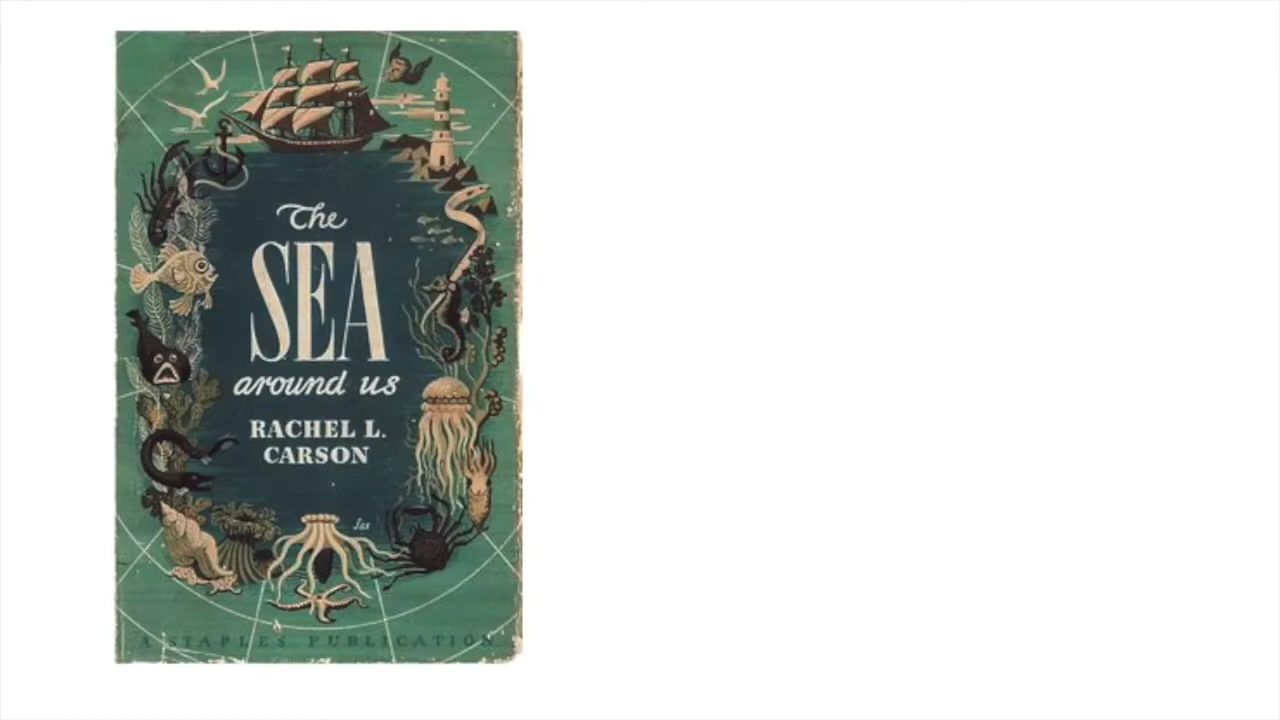 The
SEA
around us
RACHEL L.
CARSON
A STAPLES PUBLICATION